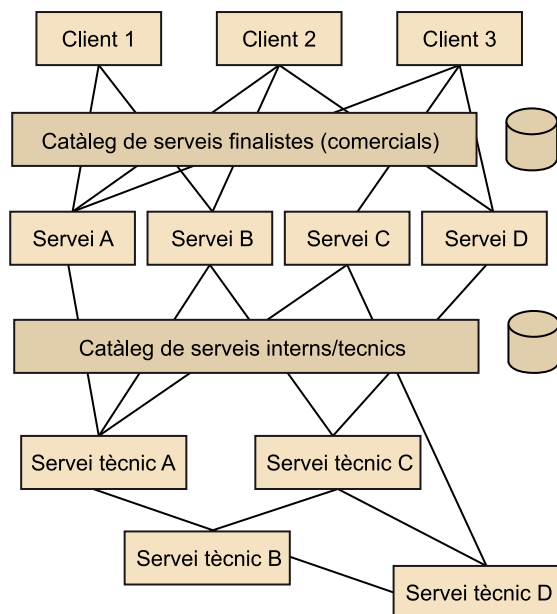 Client 1
Client 2
Client 3
Catàleg de serveis finalistes (comercials)
Servei A
Servei B
Servei C
Servei D
Catàleg de serveis interns/tecnics
Servei tècnic A
Servei tècnic C
Servei tècnic B
Servei tècnic D